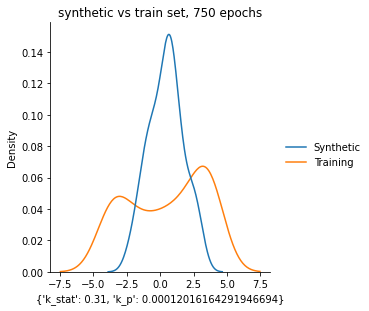 synthetic vs train set, 750 epochs
0.14
0.12
0.10
0.08
0.06
0.04
0.02
0.00
Density
−7.5 −5.0 −2.5 0.0 2.5 5.0 7.5
{'k_stat': 0.31, 'k_p': 0.00012016164291946694}
Synthetic
Training